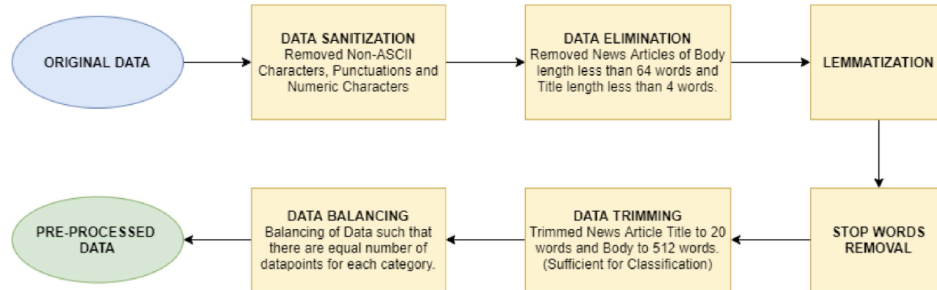 ORIGINAL DATA
DATA SANITIZATION
Removed Non-ASCII
Characters, Punctuations and
Numeric Characters
DATA ELIMINATION
Removed News Articles of Body
length less than 64 words and
Title length less than 4 words.
LEMMATIZATION
STOP WORDS
REMOVAL
DATA TRIMMING
Trimmed News Article Title to 20
words and Body to 512 words.
(Sufficient for Classification)
DATA BALANCING
Balancing of Data such that
there are equal number of
datapoints for each category.
PRE-PROCESSED
DATA